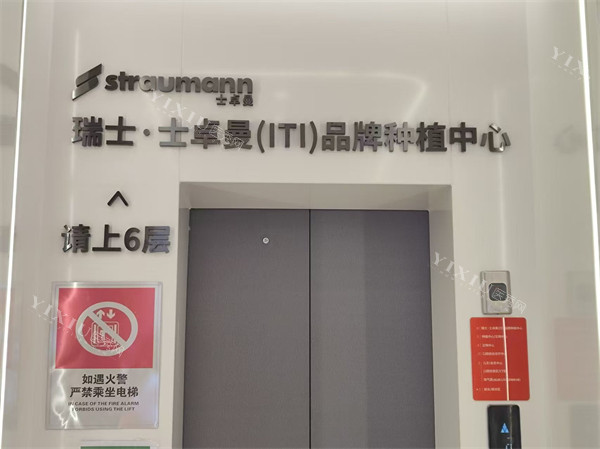 straumann
士卓曼
瑞士·士卓曼(ITI)品牌种植中心
请上6层
如遇火警
严禁乘坐电梯
IN CASE OF THE FIRE ALARM
FORBIDS USING THE LIFT